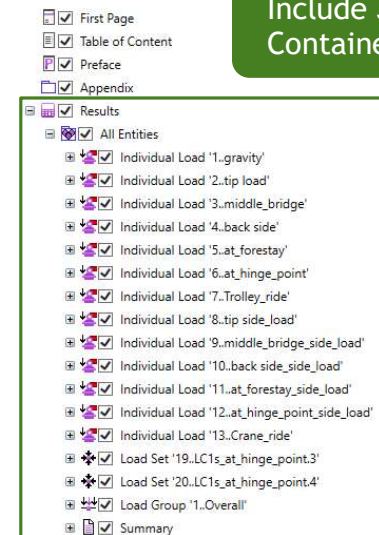 Include
Containe
First Page
Table of Content
Preface
Appendix
Results
All Entities
Individual Load '1..gravity'
Individual Load '2..tip load'
Individual Load '3..middle_bridge'
Individual Load '4..back side'
Individual Load '5..at_forestay'
Individual Load '6..at_hinge_point'
Individual Load '7..Trolley_ride'
Individual Load '8..tip side_load'
Individual Load '9..middle_bridge_side_load'
Individual Load '10..back side_side_load'
Individual Load '11..at_forestay_side_load'
Individual Load '12..at_hinge_point_side_load'
Individual Load '13..Crane_ride'
Load Set '19..LC1s_at_hinge_point.3'
Load Set '20..LC1s_at_hinge_point.4'
Load Group '1..Overall'
Summary